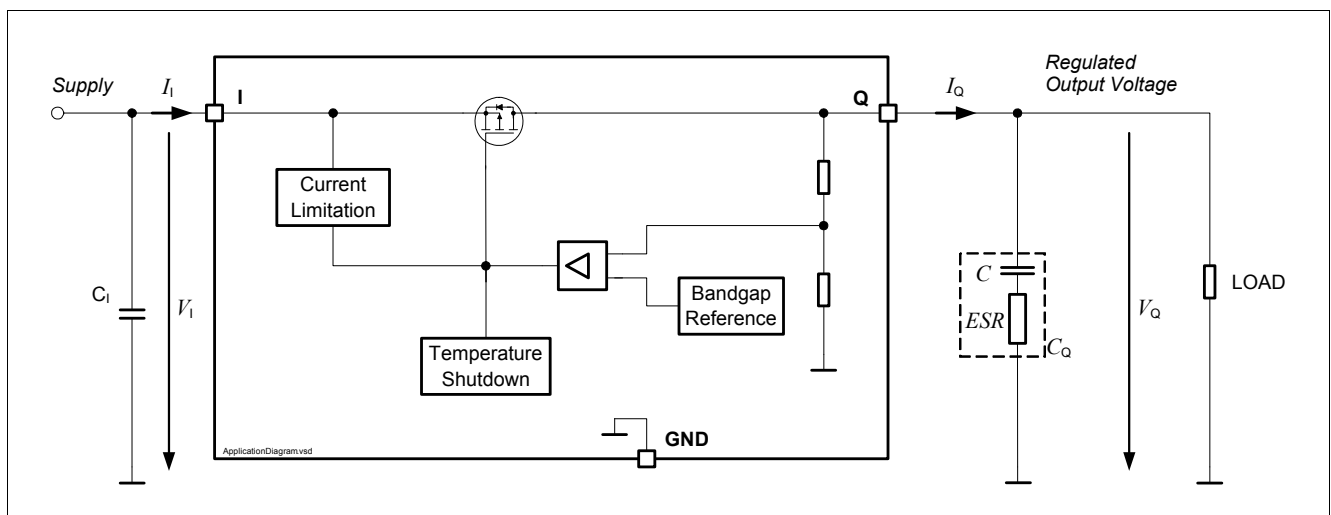 Supply
I_I
I
Q
I_Q
Regulated
Output Voltage
Current
Limitation
C_I
V_I
Bandgap
Reference
Temperature
Shutdown
C
ESR
C_Q
V_Q
LOAD
GND
ApplicationDiagram.vsd